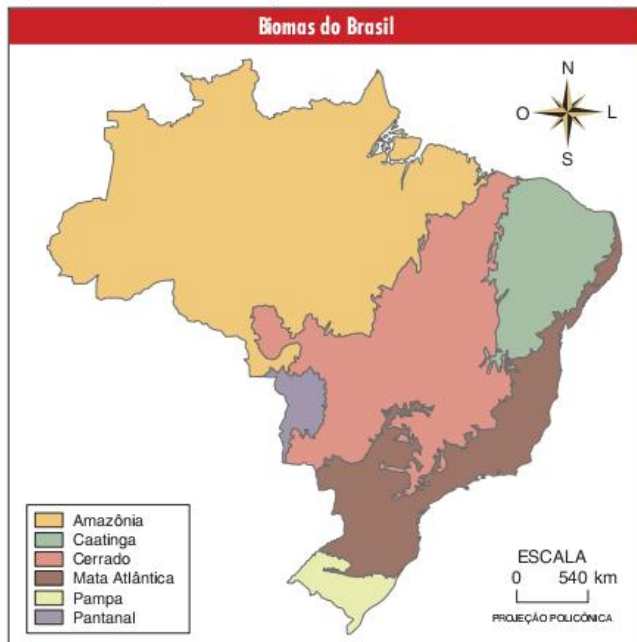 Biomas do Brasil
N
O
L
S
Amazônia
Caatinga
Cerrado
Mata Atlântica
Pampa
Pantanal
ESCALA
0 540 km
PROJEÇÃO POLICÔNICA